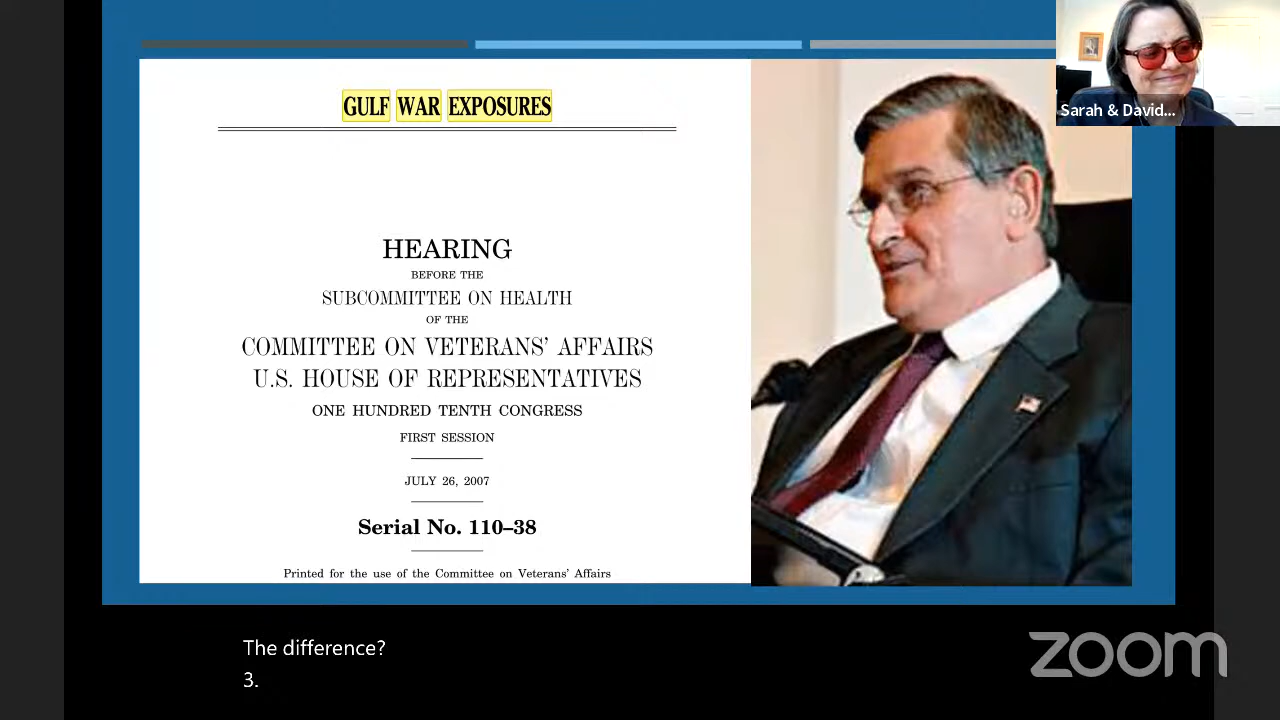 GULF WAR EXPOSURES
HEARING
BEFORE THE
SUBCOMMITTEE ON HEALTH
OF THE
COMMITTEE ON VETERANS' AFFAIRS
U.S. HOUSE OF REPRESENTATIVES
ONE HUNDRED TENTH CONGRESS
FIRST SESSION
JULY 26, 2007
Serial No. 110–38
Printed for the use of the Committee on Veterans' Affairs
Sarah & David...
The difference?
3.
zoom